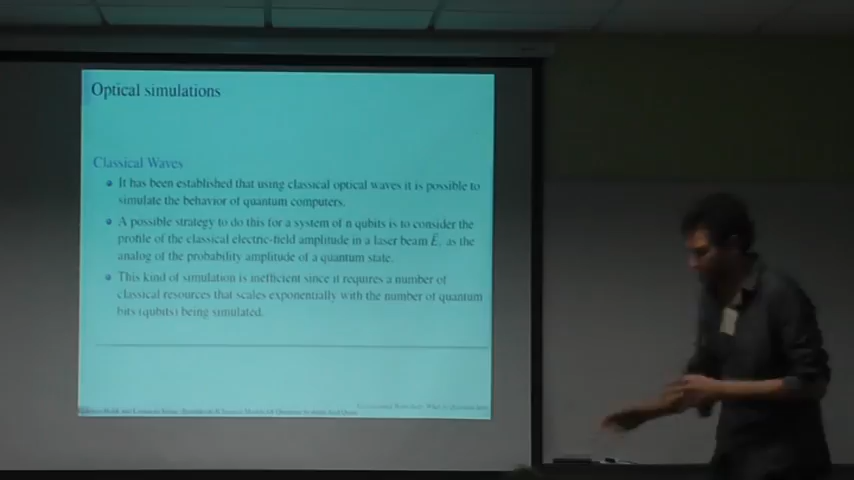 Optical simulations
Classical Waves
It has been established that using classical optical waves it is possible to
simulate the behavior of quantum computers.
A possible strategy to do this for a system of n qubits is to consider the
profile of the classical electric-field amplitude in a laser beam E, as the
analog of the probability amplitude of a quantum state.
This kind of simulation is inefficient since it requires a number of
classical resources that scales exponentially with the number of quantum
bits (qubits) being simulated.